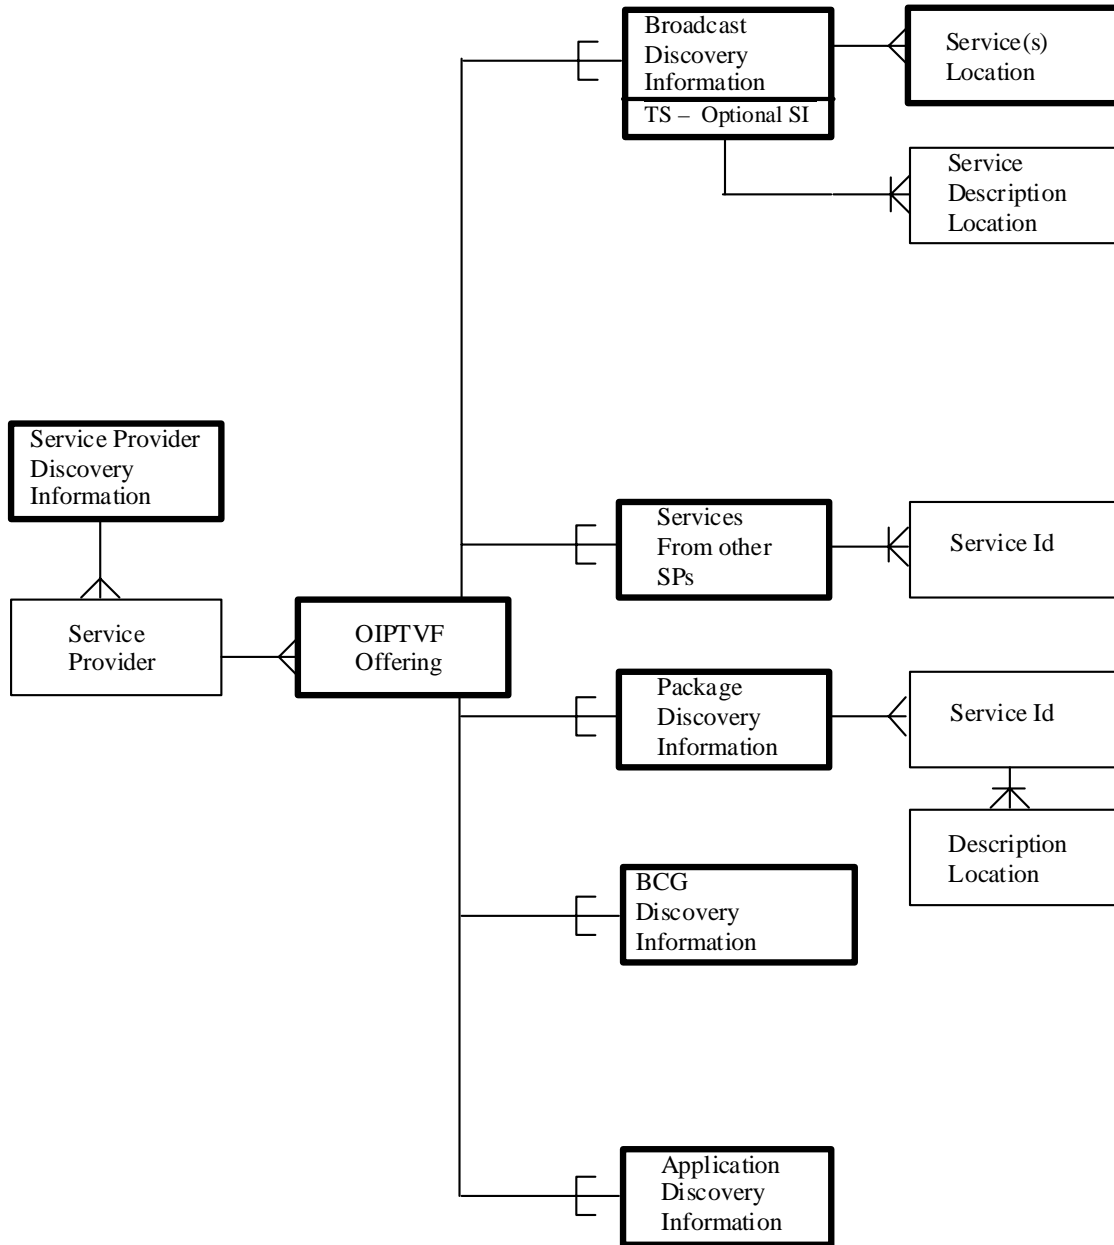 Broadcast
Discovery
Information
TS – Optional SI
Service(s)
Location
Service
Description
Location
Service Provider
Discovery
Information
Services
From other
SPs
Service Id
Service
Provider
OIPTVF
Offering
Package
Discovery
Information
Service Id
Description
Location
BCG
Discovery
Information
Application
Discovery
Information